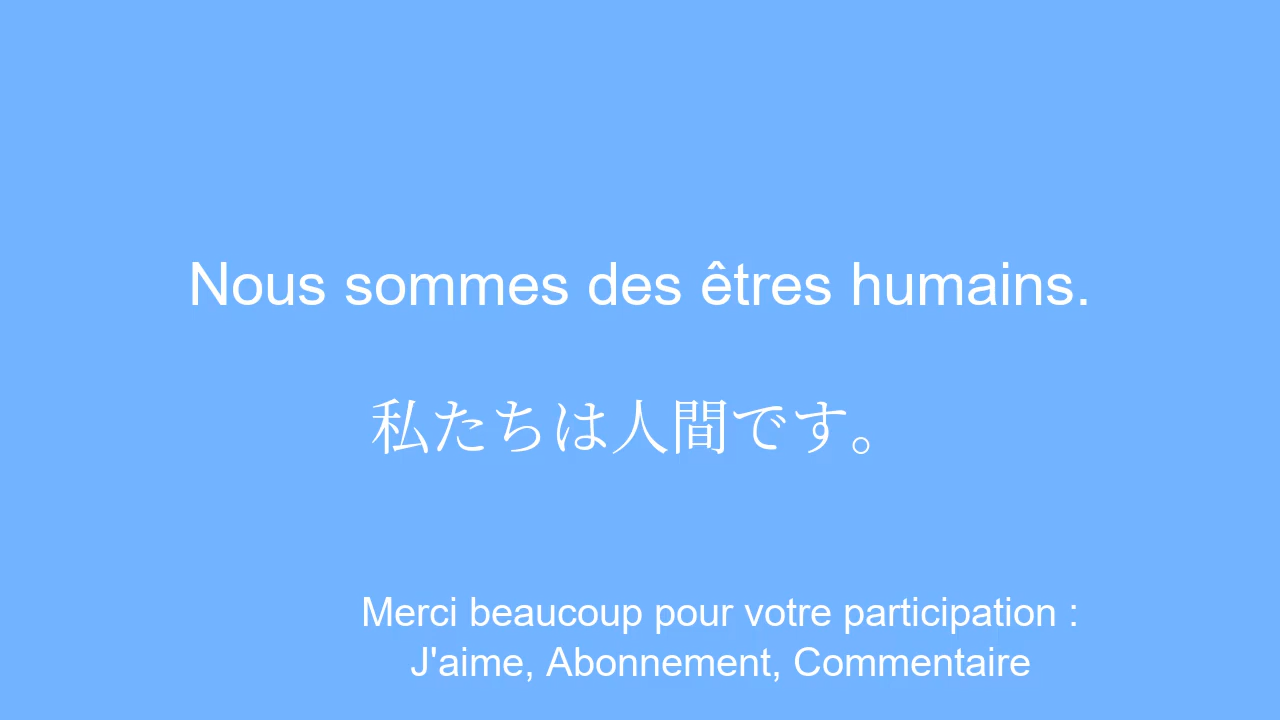 Nous sommes des êtres humains.
私たちは人間です。
Merci beaucoup pour votre participation :
J'aime, Abonnement, Commentaire